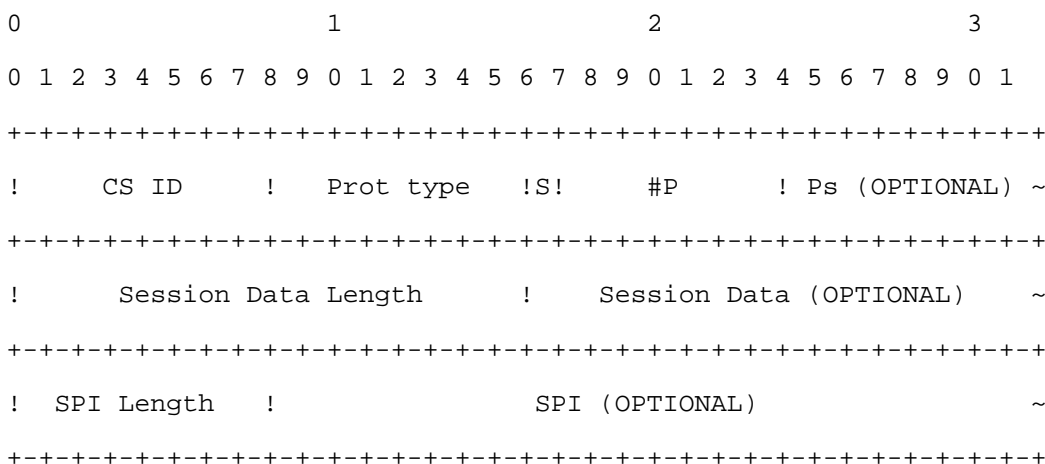 0                   1                   2                   3
0 1 2 3 4 5 6 7 8 9 0 1 2 3 4 5 6 7 8 9 0 1 2 3 4 5 6 7 8 9 0 1
+-+-+-+-+-+-+-+-+-+-+-+-+-+-+-+-+-+-+-+-+-+-+-+-+-+-+-+-+-+-+-+-+
!     CS ID     !   Prot type   !S!     #P      ! Ps (OPTIONAL) ~
+-+-+-+-+-+-+-+-+-+-+-+-+-+-+-+-+-+-+-+-+-+-+-+-+-+-+-+-+-+-+-+-+
!      Session Data Length      !    Session Data (OPTIONAL)    ~
+-+-+-+-+-+-+-+-+-+-+-+-+-+-+-+-+-+-+-+-+-+-+-+-+-+-+-+-+-+-+-+-+
!  SPI Length   !                SPI (OPTIONAL)                 ~
+-+-+-+-+-+-+-+-+-+-+-+-+-+-+-+-+-+-+-+-+-+-+-+-+-+-+-+-+-+-+-+-+